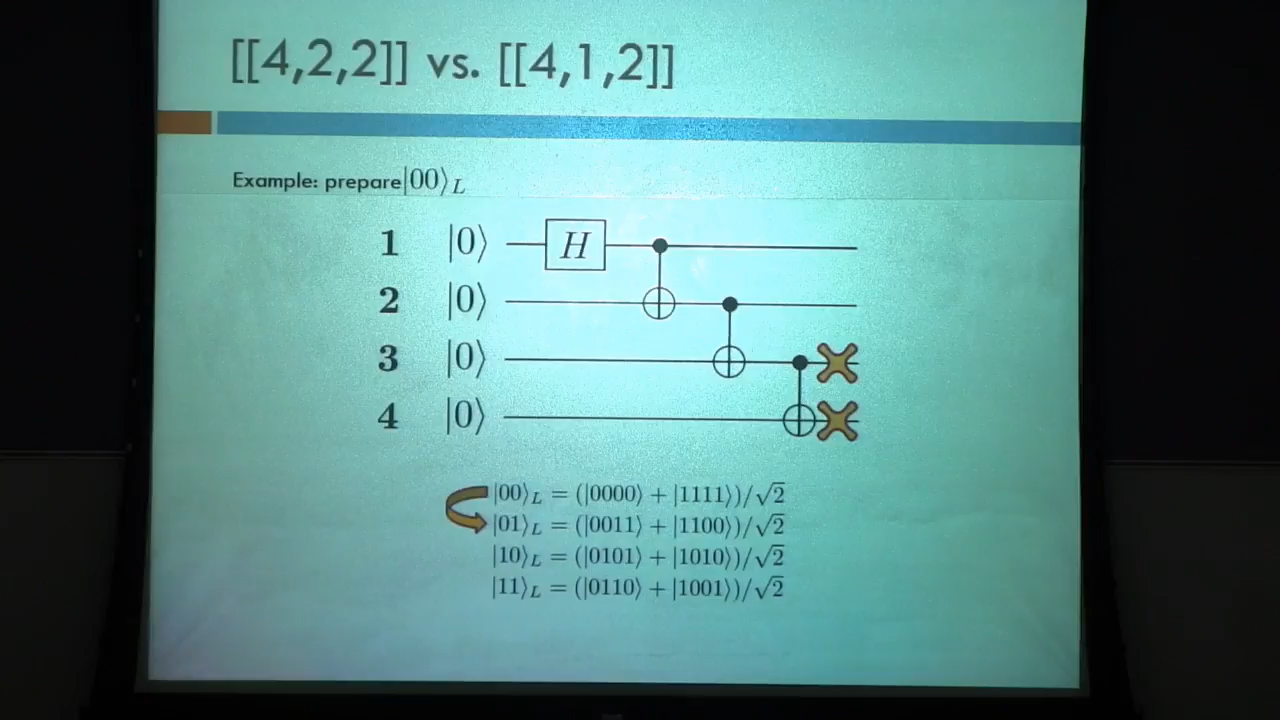 [[4,2,2]] vs. [[4,1,2]]
Example: prepare|00⟩_L
1 |0⟩ H
2 |0⟩
3 |0⟩
4 |0⟩
|00⟩_L = (|0000⟩ + |1111⟩)/√2
|01⟩_L = (|0011⟩ + |1100⟩)/√2
|10⟩_L = (|0101⟩ + |1010⟩)/√2
|11⟩_L = (|0110⟩ + |1001⟩)/√2